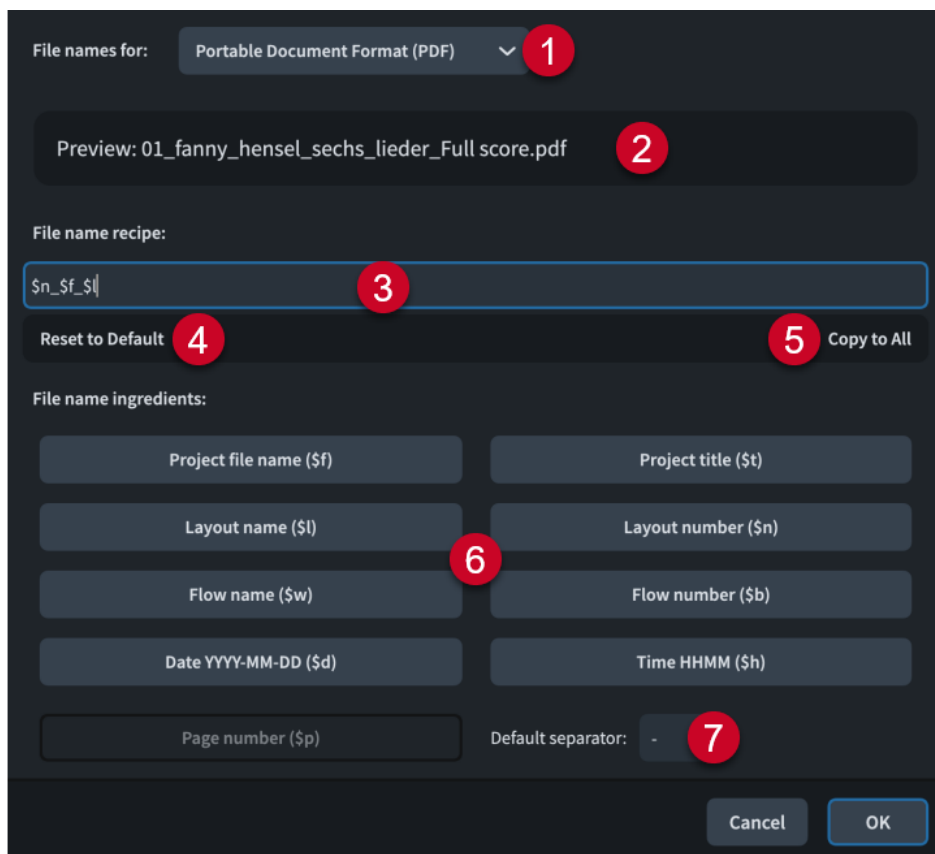 File names for: Portable Document Format (PDF) 1
Preview: 01_fanny_hensel_sechs_lieder_Full score.pdf 2
File name recipe:
$n_$f_$l 3
Reset to Default 4 5 Copy to All
File name ingredients:
Project file name ($f) Project title ($t)
Layout name ($l) Layout number ($n)
6
Flow name ($w) Flow number ($b)
Date YYYY-MM-DD ($d) Time HHMM ($h)
Page number ($p) Default separator: - 7
Cancel OK